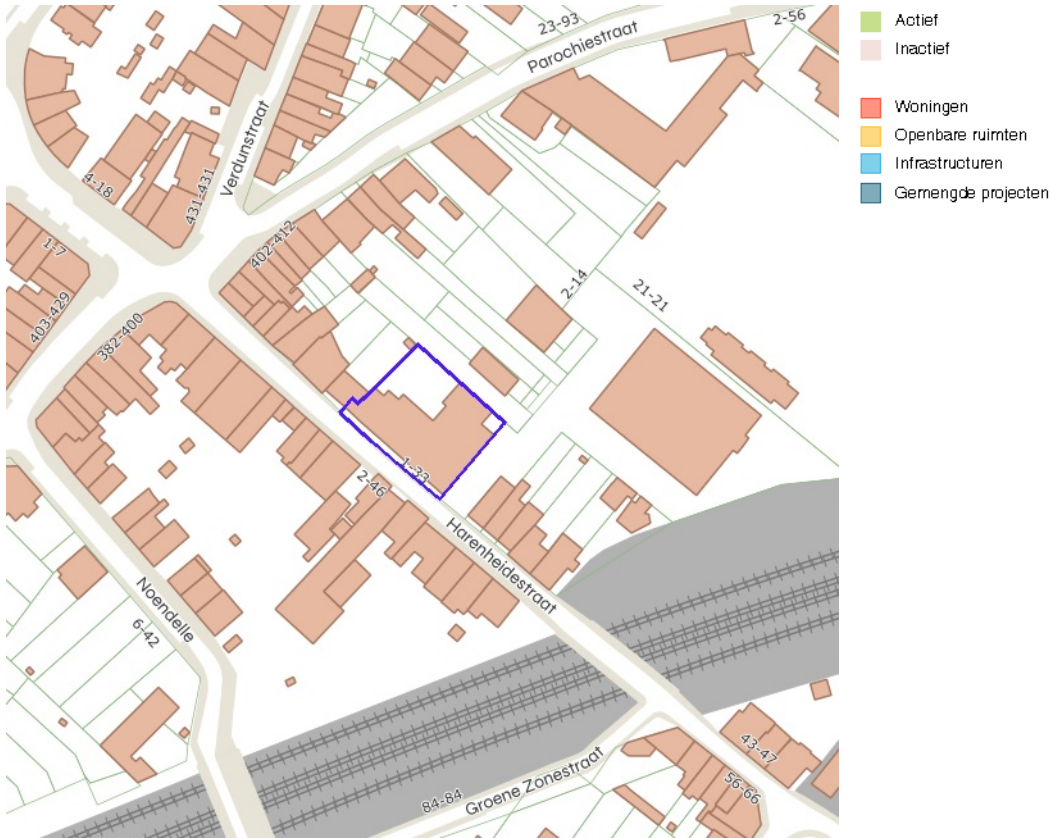 23-93
Parochiestraat
2-56
Verdunstraat
4-18
431-431
1-7
402-412
403-429
382-400
2-14
21-21
1-33
2-46
Harenheidestraat
Noendelle
6-42
43-47
56-66
84-84
Groene Zonestraat
Actief
Inactief
Woningen
Openbare ruimten
Infrastructuren
Gemengde projecten